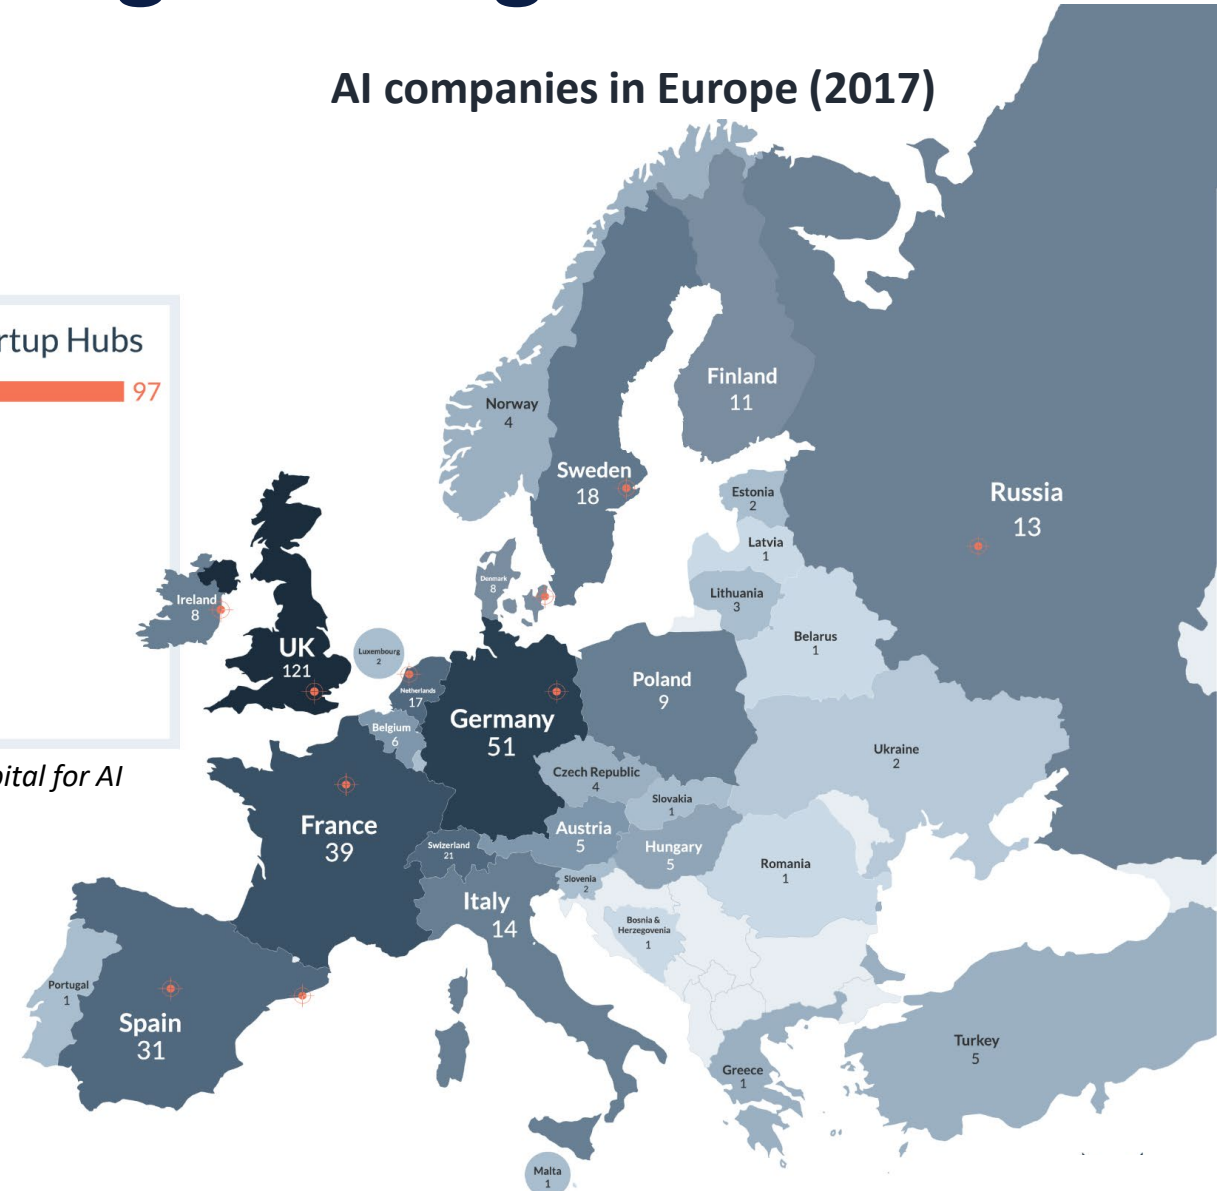 AI companies in Europe (2017)
rtup Hubs
97
pital for AI
Norway
4
Finland
11
Sweden
18
Estonia
2
Russia
13
Latvia
1
Denmark
8
Lithuania
3
Ireland
8
Belarus
1
UK
121
Luxembourg
2
Netherlands
17
Poland
9
Germany
51
Belgium
6
Ukraine
2
Czech Republic
4
Slovakia
1
France
39
Austria
5
Swizerland
21
Hungary
5
Romania
1
Slovenia
2
Italy
14
Bosnia &
Herzegovenia
1
Portugal
1
Spain
31
Turkey
5
Greece
1
Malta
1